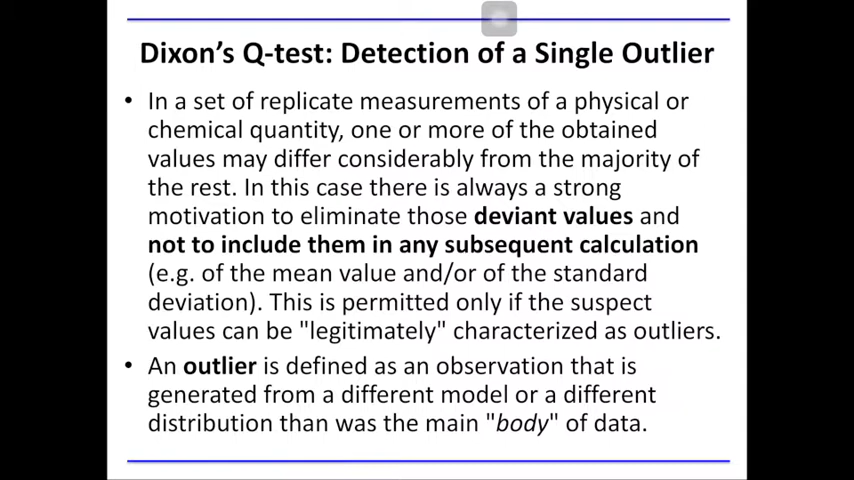 Dixon's Q-test: Detection of a Single Outlier
• In a set of replicate measurements of a physical or
chemical quantity, one or more of the obtained
values may differ considerably from the majority of
the rest. In this case there is always a strong
motivation to eliminate those deviant values and
not to include them in any subsequent calculation
(e.g. of the mean value and/or of the standard
deviation). This is permitted only if the suspect
values can be "legitimately" characterized as outliers.
• An outlier is defined as an observation that is
generated from a different model or a different
distribution than was the main "body" of data.